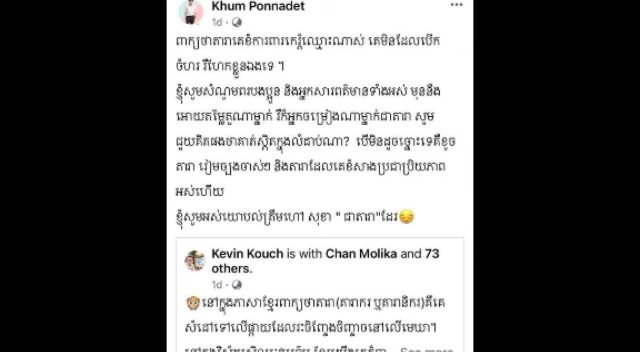 Khum Ponnadet
1d ·
ពាក្យថាតារាគេខំការពារកេរ្តិ៍ឈ្មោះណាស់ គេមិនដែលបើក
ចំហរ រឺហែកខ្លួនឯងទេ ។
ខ្ញុំសូមសំណូមពរបងប្អូន និងអ្នកសារពត៌មានទាំងអស់ មុននឹង
អោយតម្លៃតួណាម្នាក់ រឺក៏អ្នកចម្រៀងណាម្នាក់ជាតារា សូម
ជួយគិតផងថាគាត់ស្ថិតក្នុងលំដាប់ណា? បើមិនដូចច្នោះទេគឺខូច
តារា រៀមច្បងចាស់ៗ និងតារាដែលគេខំសាងប្រជាប្រិយភាព
អស់ហើយ
ខ្ញុំសូមអស់យោបល់ត្រឹមហៅ សុខា " ជាតារា"ដែរ😏
Kevin Kouch is with Chan Molika and 73
others.
1d ·
🐵នៅក្នុងភាសាខ្មែរពាក្យថាតារា(តារាករ ឬតារានិករ)គឺគេ
សំដៅទៅលើផ្កាយដែលរះចិញ្ចែងចិញ្ចាចនៅលើមេឃា។
See more